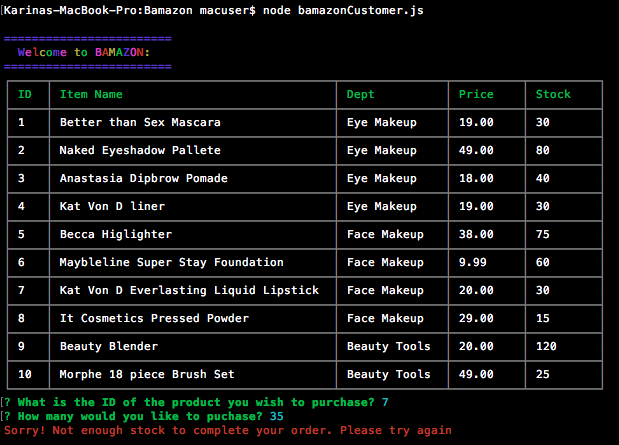 [Karinas-MacBook-Pro:Bamazon macuser$ node bamazonCustomer.js
========================
Welcome to BAMAZON:
========================
ID Item Name Dept Price Stock
1 Better than Sex Mascara Eye Makeup 19.00 30
2 Naked Eyeshadow Pallete Eye Makeup 49.00 80
3 Anastasia Dipbrow Pomade Eye Makeup 18.00 40
4 Kat Von D liner Eye Makeup 19.00 30
5 Becca Higlighter Face Makeup 38.00 75
6 Maybleline Super Stay Foundation Face Makeup 9.99 60
7 Kat Von D Everlasting Liquid Lipstick Face Makeup 20.00 30
8 It Cosmetics Pressed Powder Face Makeup 29.00 15
9 Beauty Blender Beauty Tools 20.00 120
10 Morphe 18 piece Brush Set Beauty Tools 49.00 25
[? What is the ID of the product you wish to purchase? 7
[? How many would you like to puchase? 35
Sorry! Not enough stock to complete your order. Please try again